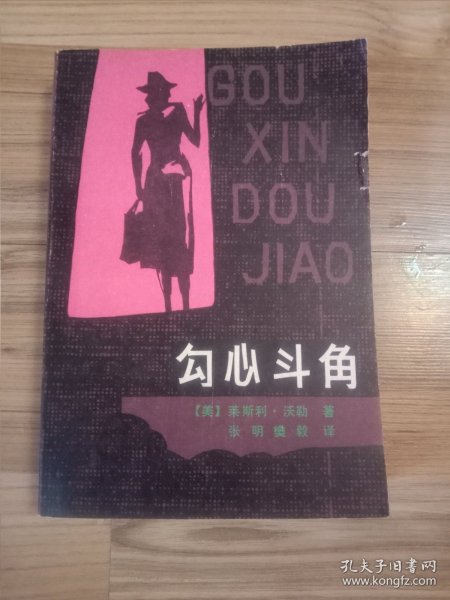 GOU
XIN
DOU
JIAO
勾心斗角
【美】莱斯利·沃勒 著
张明樊毅 译
孔夫子旧书网
www.kongfz.com